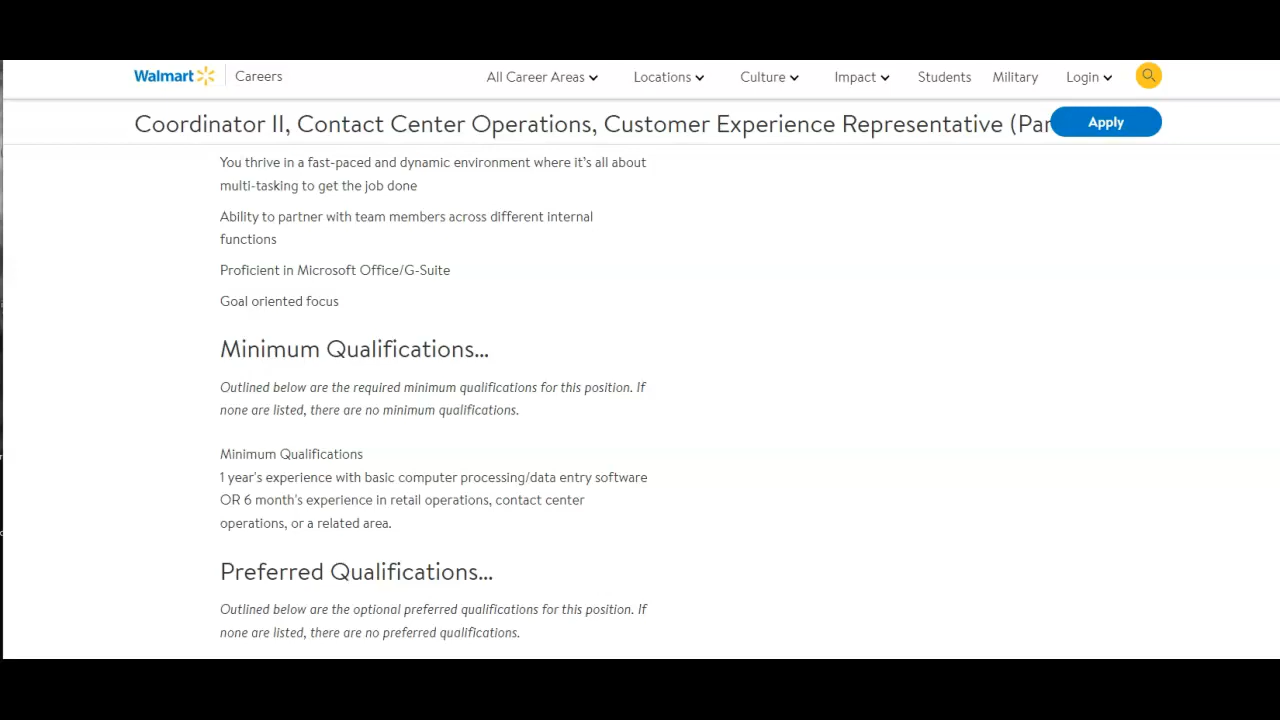 Walmart Careers All Career Areas Locations Culture Impact Students Military Login
Coordinator II, Contact Center Operations, Customer Experience Representative (Par Apply
You thrive in a fast-paced and dynamic environment where it's all about
multi-tasking to get the job done
Ability to partner with team members across different internal
functions
Proficient in Microsoft Office/G-Suite
Goal oriented focus
Minimum Qualifications...
Outlined below are the required minimum qualifications for this position. If
none are listed, there are no minimum qualifications.
Minimum Qualifications
1 year's experience with basic computer processing/data entry software
OR 6 month's experience in retail operations, contact center
operations, or a related area.
Preferred Qualifications...
Outlined below are the optional preferred qualifications for this position. If
none are listed, there are no preferred qualifications.